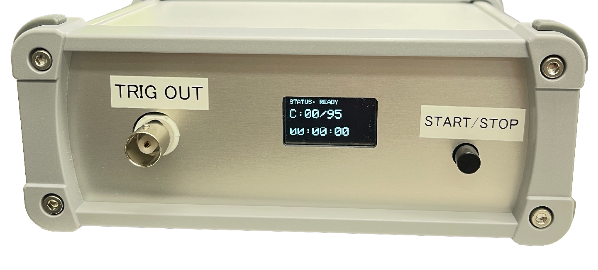 TRIG OUT
STATUS: READY
C:00/95
00:00:00
START/STOP